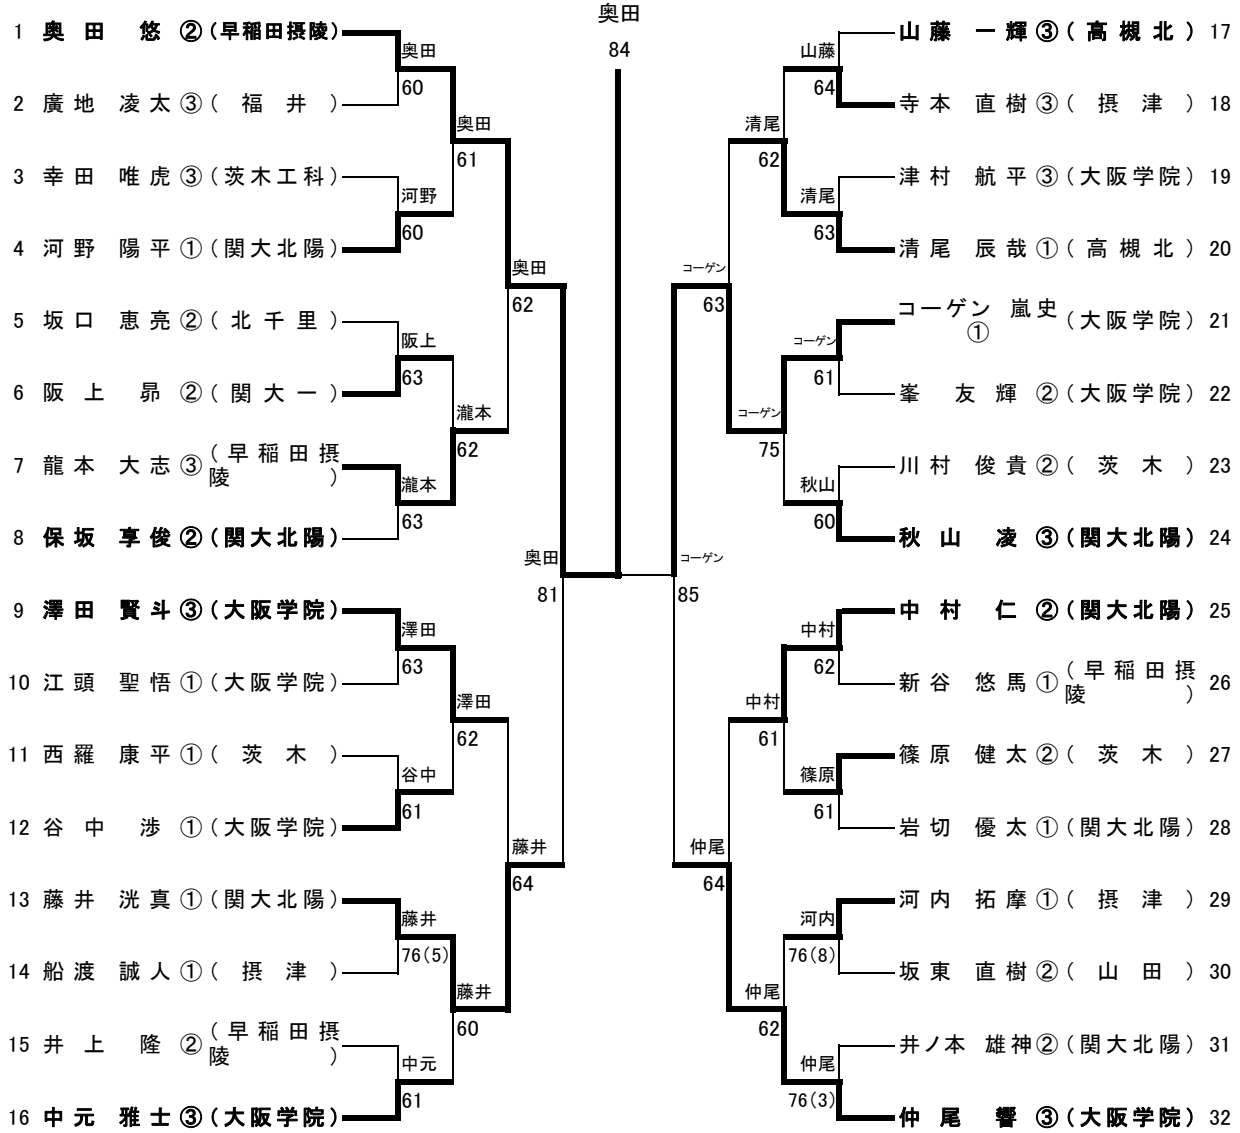 奥田
84
1 奥田 悠 ② (早稲田摂陵)
奥田
60
2 廣地 凌太 ③ (福井)
奥田
61
3 幸田 唯虎 ③ (茨木工科)
河野
60
4 河野 陽平 ① (関大北陽)
奥田
62
5 坂口 恵亮 ② (北千里)
阪上
63
6 阪上 昴 ② (関大一)
瀧本
62
7 龍本 大志 ③ (早稲田摂
陵)
瀧本
63
8 保坂 享俊 ② (関大北陽)
奥田
81
9 澤田 賢斗 ③ (大阪学院)
澤田
63
10 江頭 聖悟 ① (大阪学院)
澤田
62
11 西羅 康平 ① (茨木)
谷中
61
12 谷中 渉 ① (大阪学院)
藤井
64
13 藤井 洸真 ① (関大北陽)
藤井
76(5)
14 船渡 誠人 ① (摂津)
藤井
60
15 井上 隆 ② (早稲田摂
陵)
中元
61
16 中元 雅士 ③ (大阪学院)
山藤 一輝 ③ (高槻北) 17
山藤
64
寺本 直樹 ③ (摂津) 18
清尾
62
津村 航平 ③ (大阪学院) 19
清尾
63
清尾 辰哉 ① (高槻北) 20
コーゲン
63
コーゲン 嵐史
① (大阪学院) 21
コーゲン
61
峯 友輝 ② (大阪学院) 22
コーゲン
75
川村 俊貴 ② (茨木) 23
秋山
60
秋山 凌 ③ (関大北陽) 24
コーゲン
85
中村 仁 ② (関大北陽) 25
中村
62
新谷 悠馬 ① (早稲田摂
陵) 26
中村
61
篠原 健太 ② (茨木) 27
篠原
61
岩切 優太 ① (関大北陽) 28
仲尾
64
河内 拓摩 ① (摂津) 29
河内
76(8)
坂東 直樹 ② (山田) 30
仲尾
62
井ノ本 雄神 ② (関大北陽) 31
仲尾
76(3)
仲尾 響 ③ (大阪学院) 32